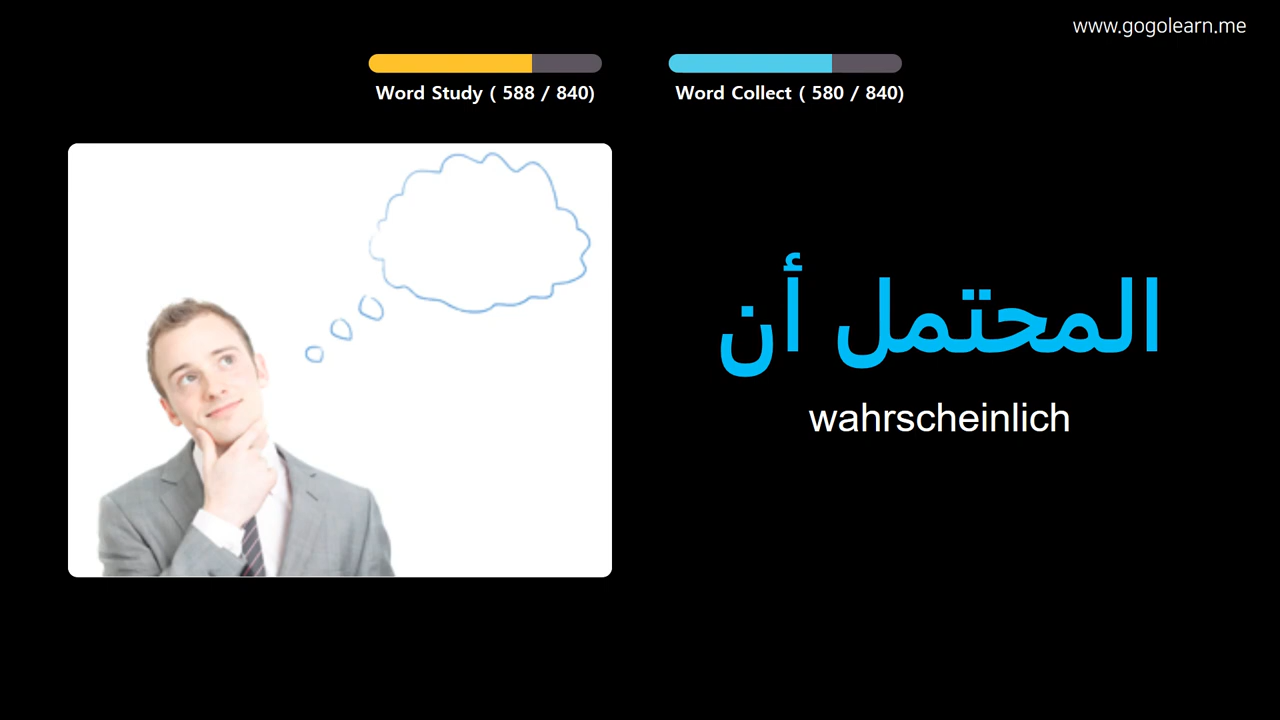 www.gogolearn.me
Word Study ( 588 / 840)
Word Collect ( 580 / 840)
المحتمل أن
wahrscheinlich